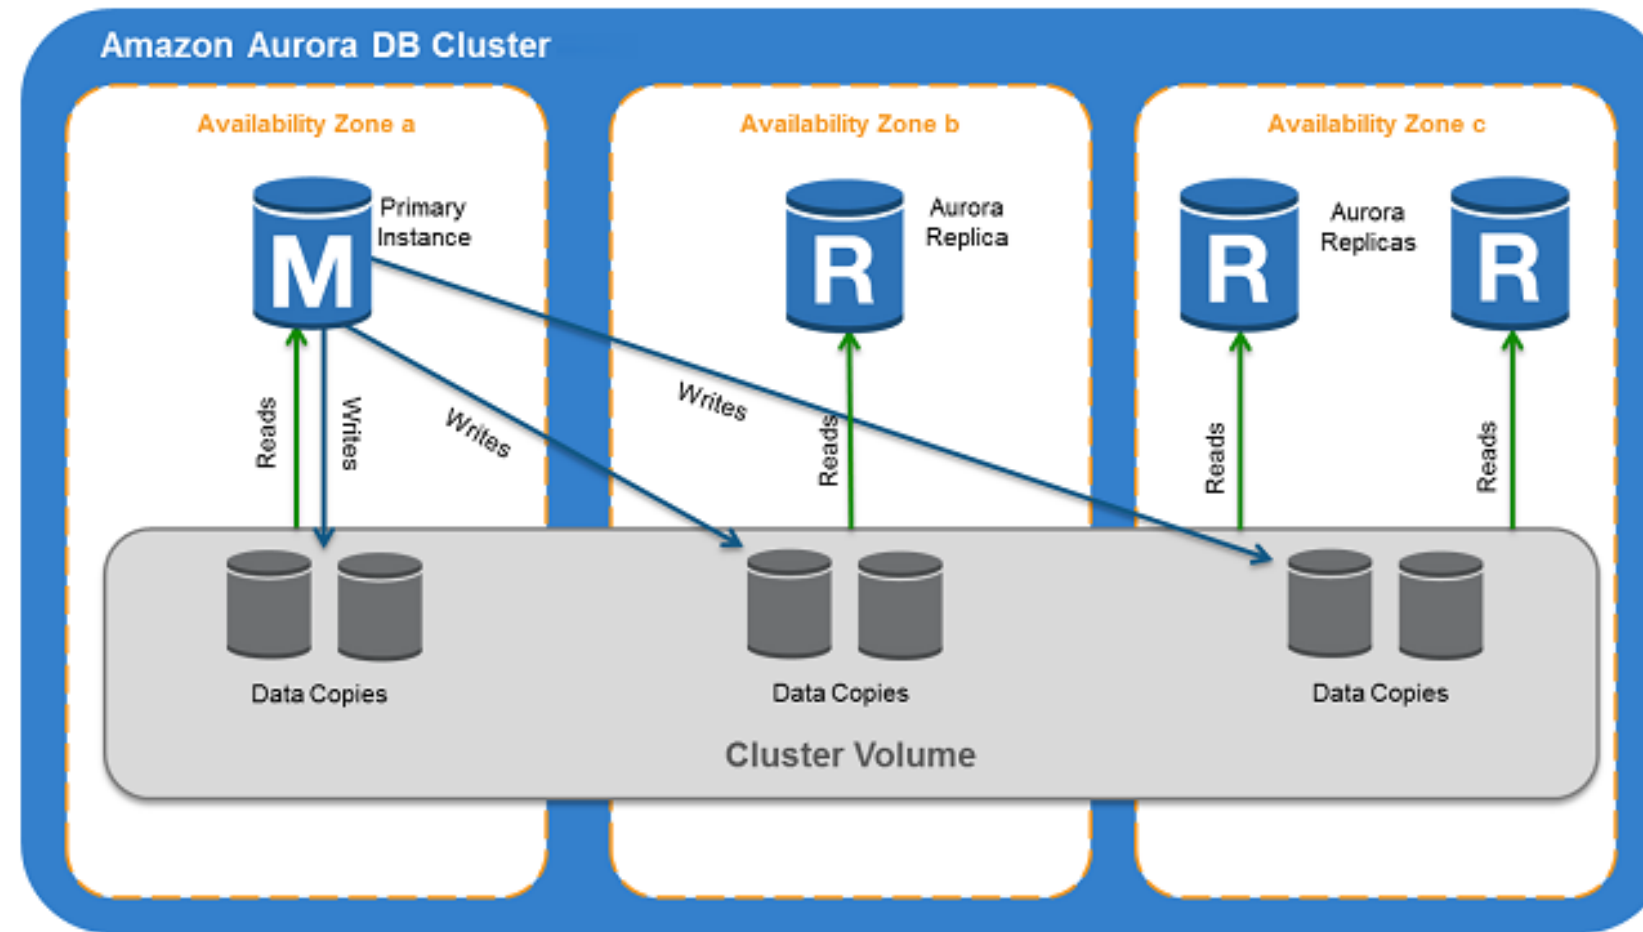 Amazon Aurora DB Cluster
Availability Zone a
Availability Zone b
Availability Zone c
M
Primary
Instance
R
Aurora
Replica
R
Aurora
Replicas
R
Reads
Writes
Writes
Writes
Reads
Reads
Reads
Data Copies
Data Copies
Data Copies
Cluster Volume